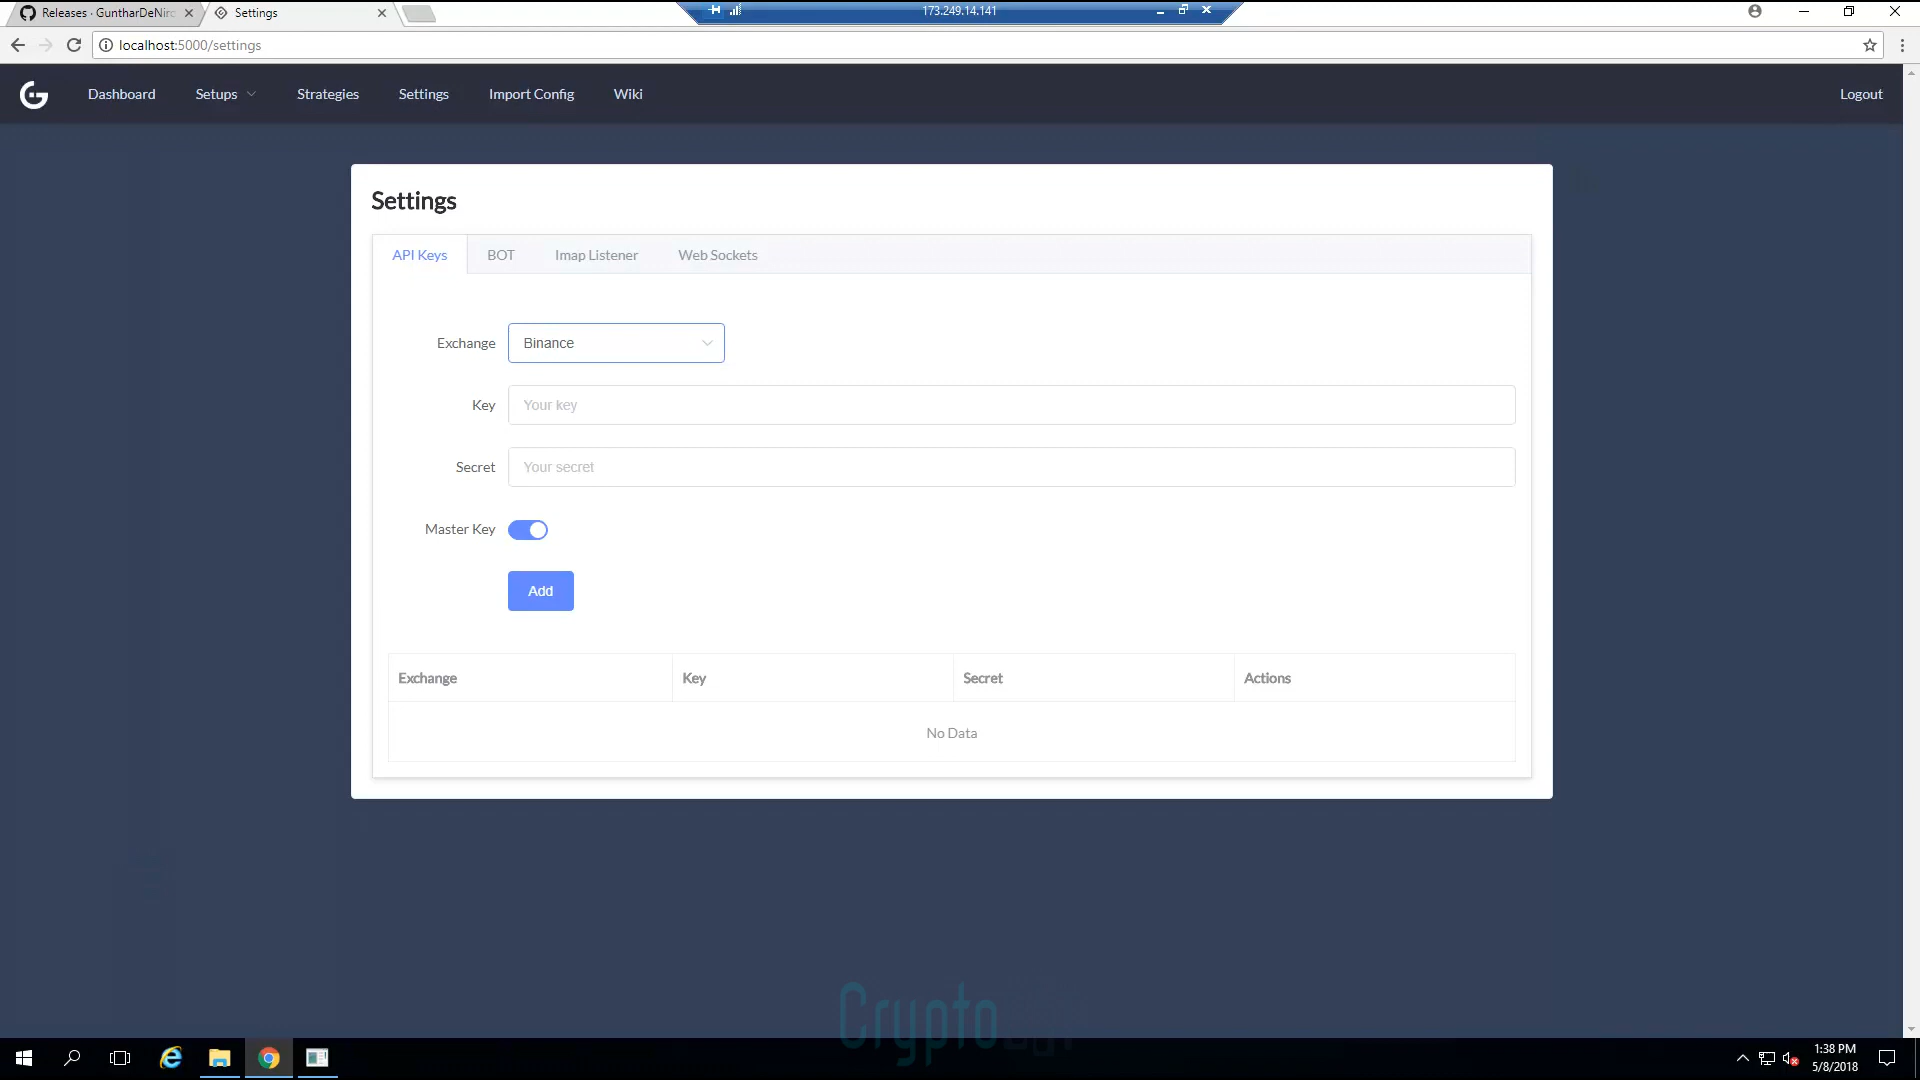 Releases · GuntharDeNiro
Settings
173.249.14.141
localhost:5000/settings
Dashboard
Setups
Strategies
Settings
Import Config
Wiki
Logout
Settings
API Keys
BOT
Imap Listener
Web Sockets
Exchange
Binance
Key
Your key
Secret
Your secret
Master Key
Add
Exchange
Key
Secret
Actions
No Data
Crypto
1:38 PM
5/8/2018